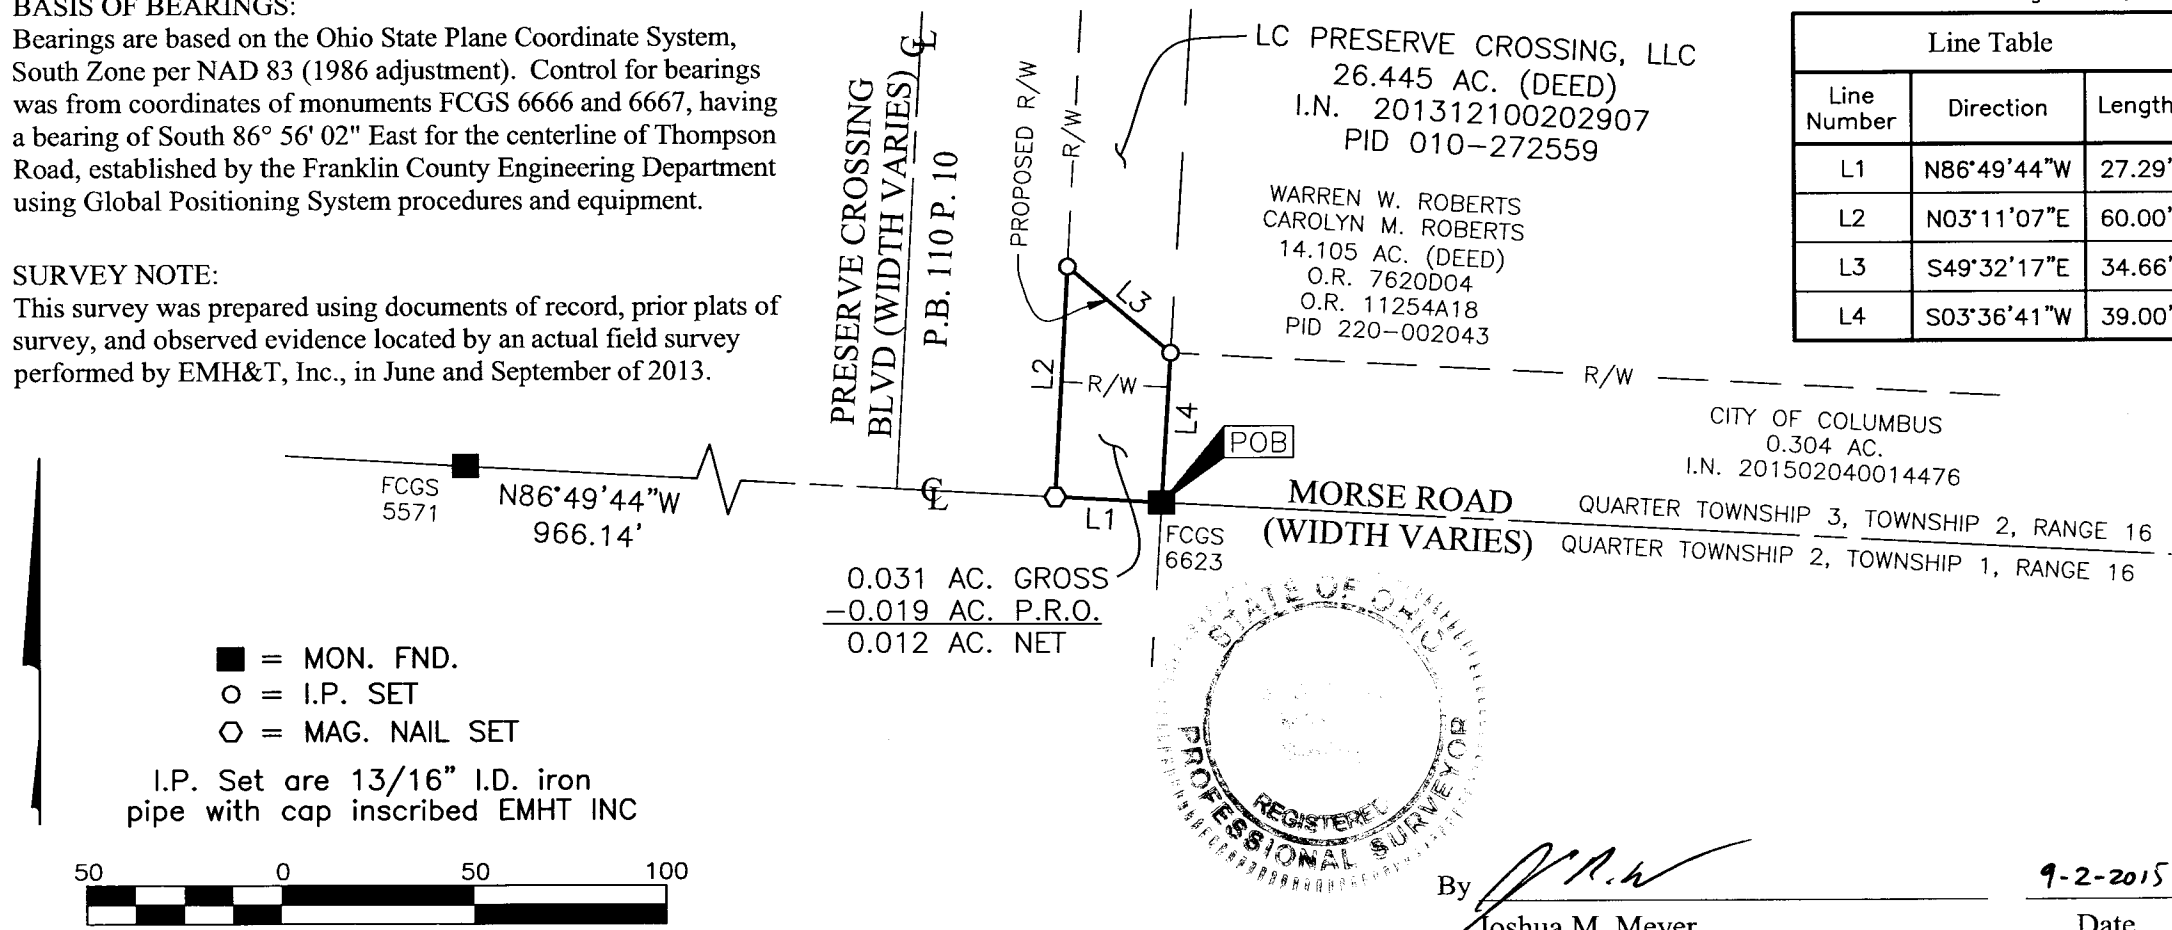 BASIS OF BEARINGS:
Bearings are based on the Ohio State Plane Coordinate System,
South Zone per NAD 83 (1986 adjustment). Control for bearings
was from coordinates of monuments FCGS 6666 and 6667, having
a bearing of South 86° 56' 02" East for the centerline of Thompson
Road, established by the Franklin County Engineering Department
using Global Positioning System procedures and equipment.
SURVEY NOTE:
This survey was prepared using documents of record, prior plats of
survey, and observed evidence located by an actual field survey
performed by EMH&T, Inc., in June and September of 2013.
PRESERVE CROSSING
BLVD (WIDTH VARIES)
P.B. 110 P. 10
℄
PROPOSED R/W
R/W
LC PRESERVE CROSSING, LLC
26.445 AC. (DEED)
I.N. 201312100202907
PID 010-272559
WARREN W. ROBERTS
CAROLYN M. ROBERTS
14.105 AC. (DEED)
O.R. 7620D04
O.R. 11254A18
PID 220-002043
Line Table
Line Number Direction Length
L1 N86°49'44"W 27.29'
L2 N03°11'07"E 60.00'
L3 S49°32'17"E 34.66'
L4 S03°36'41"W 39.00'
L3
L2
R/W
L4
R/W
POB
CITY OF COLUMBUS
0.304 AC.
I.N. 201502040014476
FCGS
5571
N86°49'44"W
966.14'
℄
L1
FCGS
6623
MORSE ROAD
(WIDTH VARIES)
QUARTER TOWNSHIP 3, TOWNSHIP 2, RANGE 16
QUARTER TOWNSHIP 2, TOWNSHIP 1, RANGE 16
0.031 AC. GROSS
-0.019 AC. P.R.O.
0.012 AC. NET
■ = MON. FND.
○ = I.P. SET
⬡ = MAG. NAIL SET
I.P. Set are 13/16" I.D. iron
pipe with cap inscribed EMHT INC
50 0 50 100
STATE OF OHIO
REGISTERED
PROFESSIONAL SURVEYOR
By
9-2-2015
Joshua M. Meyer
Date